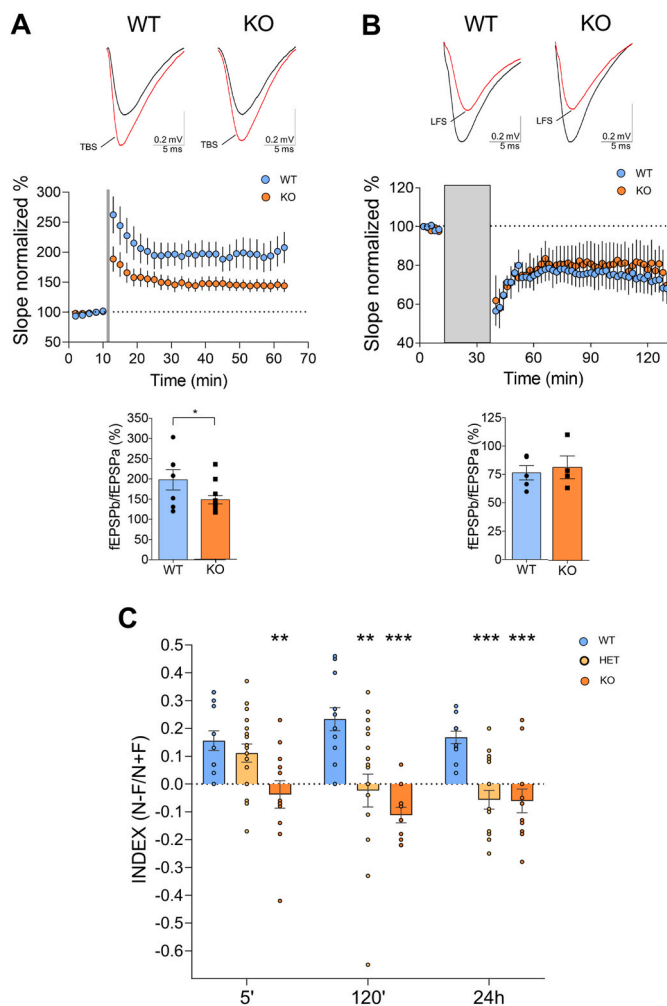 A
WT
KO
TBS
0.2 mV
5 ms
TBS
0.2 mV
5 ms
WT
KO
Slope normalized %
300
250
200
150
100
50
0
10
20
30
40
50
60
70
Time (min)
*
fEPSPb/fEPSPa (%)
350
300
250
200
150
100
50
0
WT
KO
B
WT
KO
LFS
0.2 mV
5 ms
LFS
0.2 mV
5 ms
WT
KO
Slope normalized %
120
100
80
60
40
0
30
60
90
120
Time (min)
fEPSPb/fEPSPa (%)
125
100
75
50
25
0
WT
KO
C
** ** *** *** ***
WT
HET
KO
INDEX (N-F/N+F)
0.5
0.4
0.3
0.2
0.1
0.0
-0.1
-0.2
-0.3
-0.4
-0.5
-0.6
5'
120'
24h